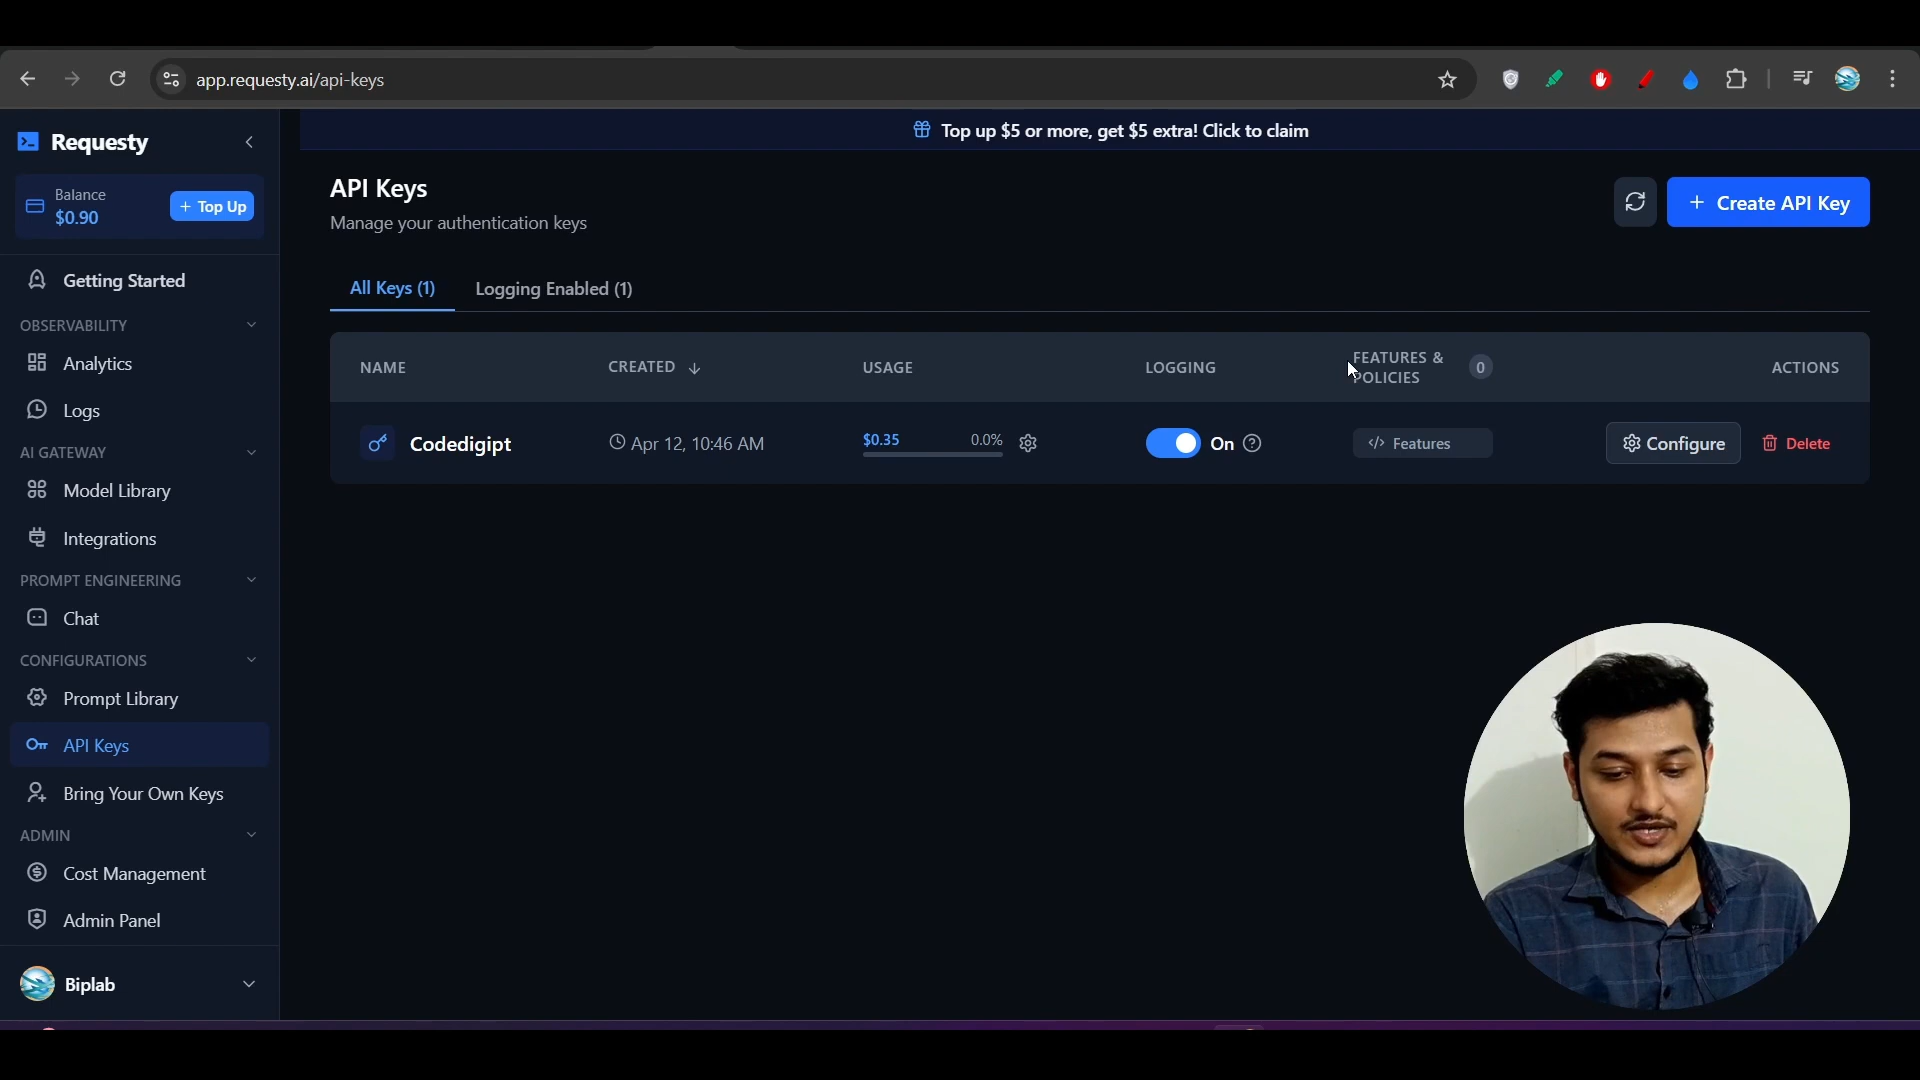 app.requesty.ai/api-keys
Requesty
Balance
$0.90
+ Top Up
Getting Started
OBSERVABILITY
Analytics
Logs
AI GATEWAY
Model Library
Integrations
PROMPT ENGINEERING
Chat
CONFIGURATIONS
Prompt Library
API Keys
Bring Your Own Keys
ADMIN
Cost Management
Admin Panel
Biplab
Top up $5 or more, get $5 extra! Click to claim
API Keys
Manage your authentication keys
+ Create API Key
All Keys (1) Logging Enabled (1)
NAME CREATED ↓ USAGE LOGGING FEATURES & POLICIES 0 ACTIONS
Codedigipt Apr 12, 10:46 AM $0.35 0.0% On </> Features Configure Delete